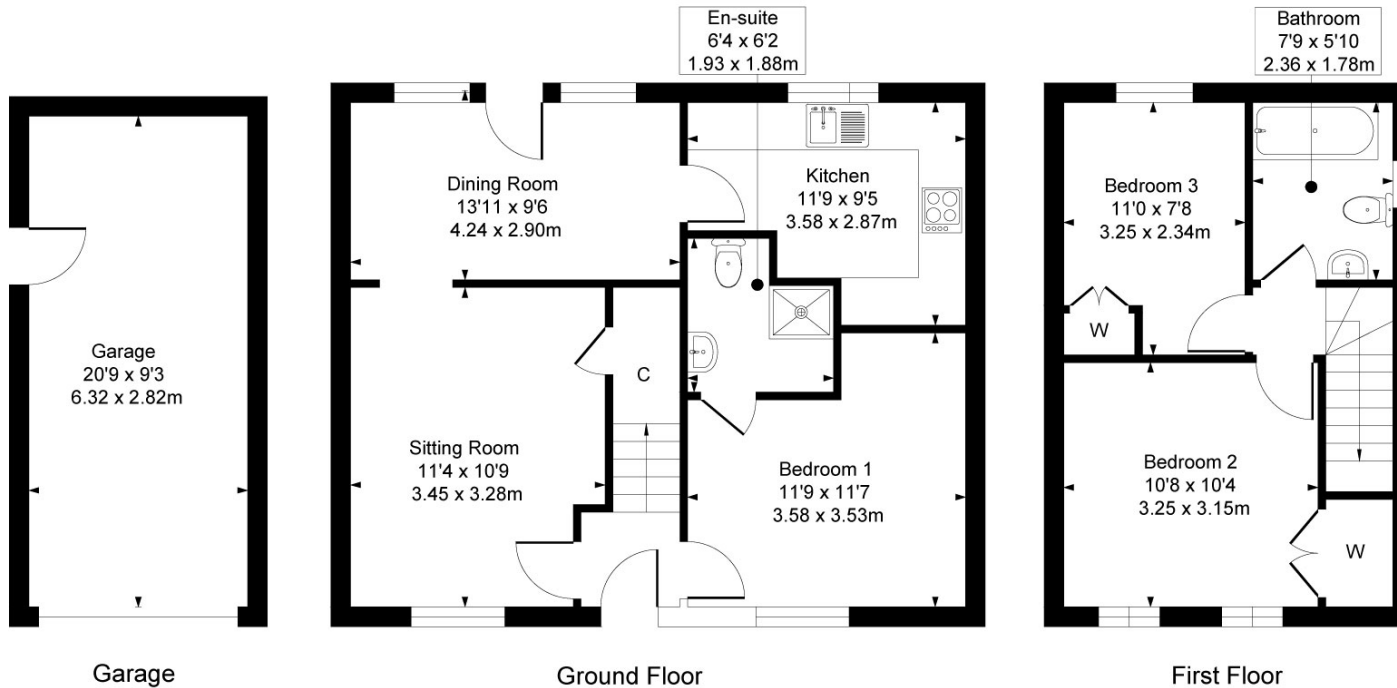 En-suite
6'4 x 6'2
1.93 x 1.88m
Bathroom
7'9 x 5'10
2.36 x 1.78m
Dining Room
13'11 x 9'6
4.24 x 2.90m
Kitchen
11'9 x 9'5
3.58 x 2.87m
Bedroom 3
11'0 x 7'8
3.25 x 2.34m
W
Garage
20'9 x 9'3
6.32 x 2.82m
C
Sitting Room
11'4 x 10'9
3.45 x 3.28m
Bedroom 1
11'9 x 11'7
3.58 x 3.53m
Bedroom 2
10'8 x 10'4
3.25 x 3.15m
W
Garage
Ground Floor
First Floor